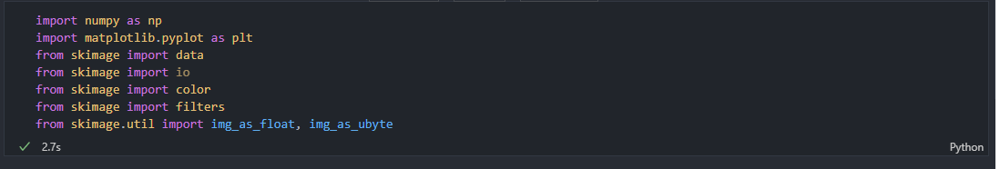 import numpy as np
import matplotlib.pyplot as plt
from skimage import data
from skimage import io
from skimage import color
from skimage import filters
from skimage.util import img_as_float, img_as_ubyte
✓ 2.7s Python